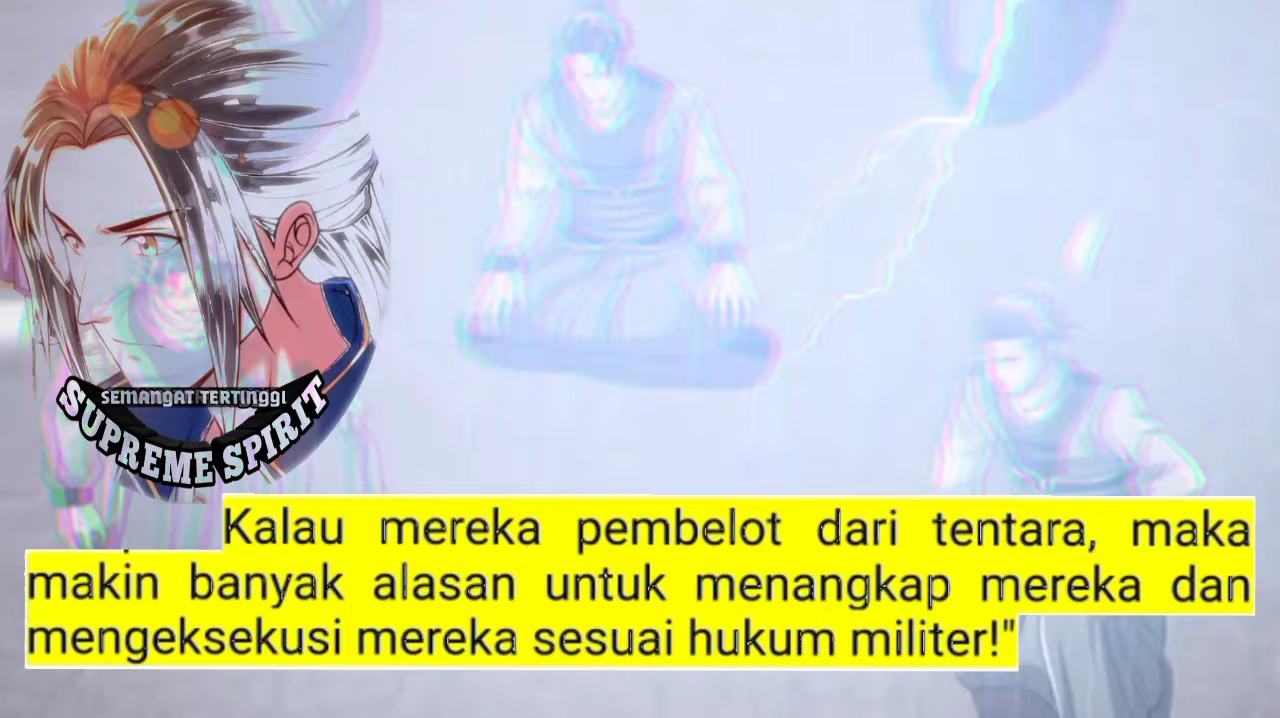 SEMANGAT TERTINGGI
SUPREME SPIRIT
Kalau mereka pembelot dari tentara, maka
makin banyak alasan untuk menangkap mereka dan
mengeksekusi mereka sesuai hukum militer!"